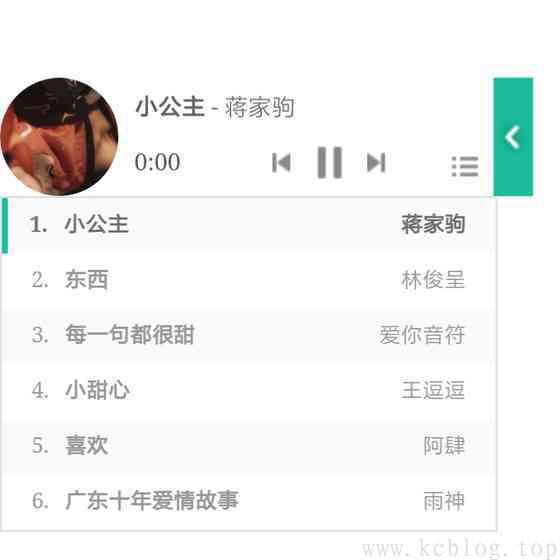 小公主 - 蒋家驹
0:00
1. 小公主 蒋家驹
2. 东西 林俊呈
3. 每一句都很甜 爱你音符
4. 小甜心 王逗逗
5. 喜欢 阿肆
6. 广东十年爱情故事 雨神
www.kcblog.top